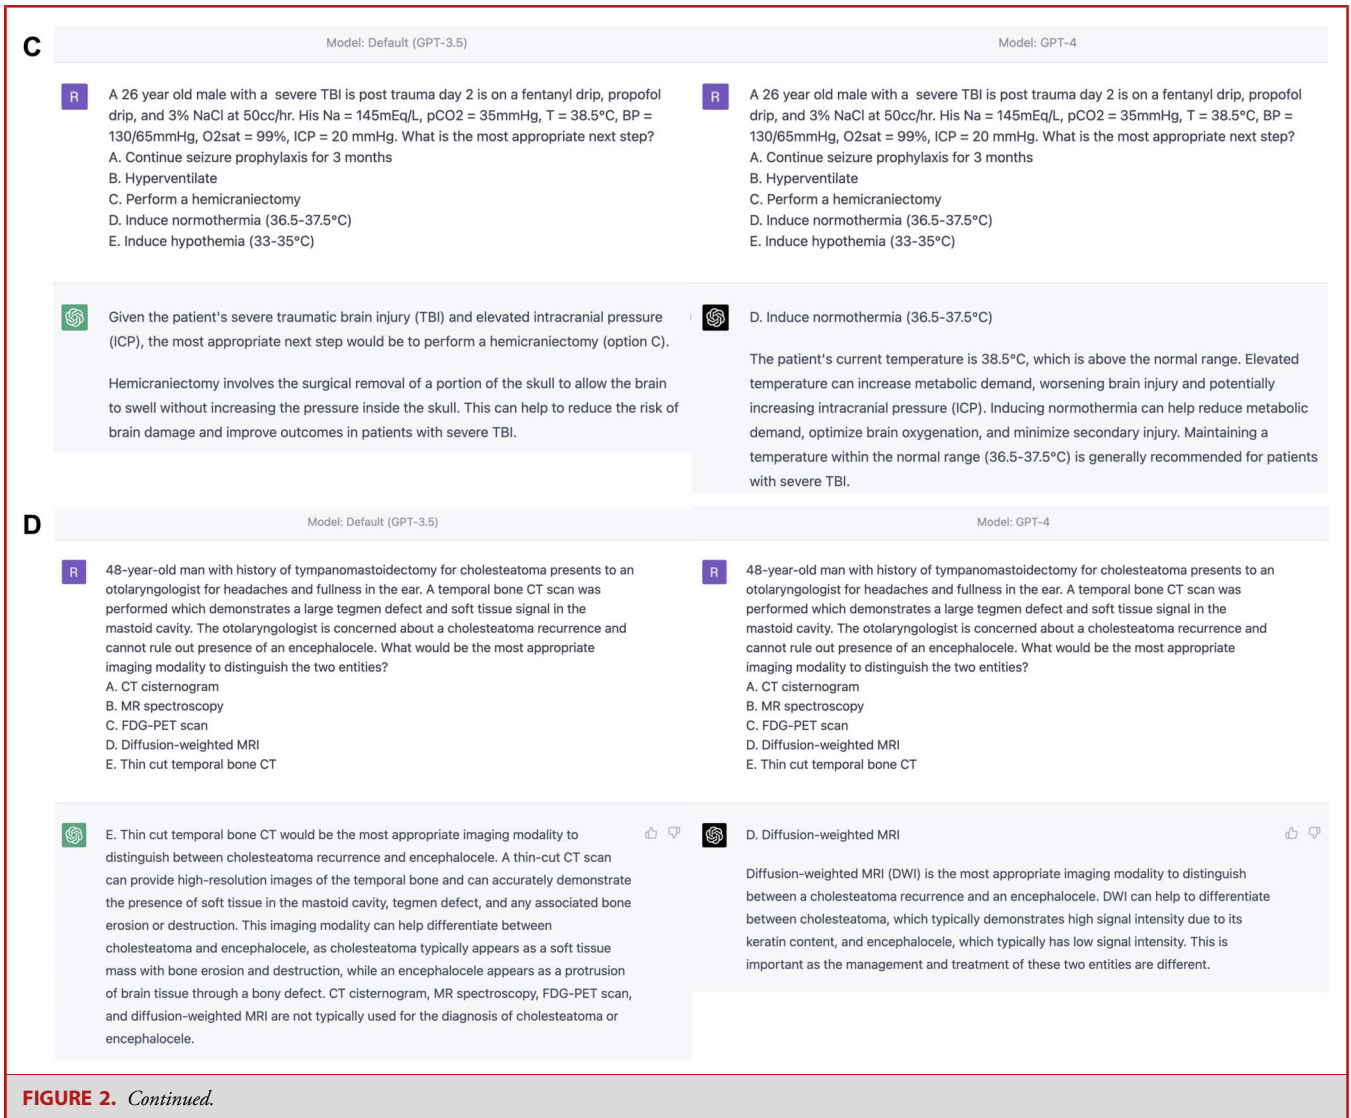 C
Model: Default (GPT-3.5)
R
A 26 year old male with a severe TBI is post trauma day 2 is on a fentanyl drip, propofol
drip, and 3% NaCl at 50cc/hr. His Na = 145mEq/L, pCO2 = 35mmHg, T = 38.5°C, BP =
130/65mmHg, O2sat = 99%, ICP = 20 mmHg. What is the most appropriate next step?
A. Continue seizure prophylaxis for 3 months
B. Hyperventilate
C. Perform a hemicraniectomy
D. Induce normothermia (36.5-37.5°C)
E. Induce hypothemia (33-35°C)
Given the patient's severe traumatic brain injury (TBI) and elevated intracranial pressure
(ICP), the most appropriate next step would be to perform a hemicraniectomy (option C).
Hemicraniectomy involves the surgical removal of a portion of the skull to allow the brain
to swell without increasing the pressure inside the skull. This can help to reduce the risk of
brain damage and improve outcomes in patients with severe TBI.
Model: GPT-4
R
A 26 year old male with a severe TBI is post trauma day 2 is on a fentanyl drip, propofol
drip, and 3% NaCl at 50cc/hr. His Na = 145mEq/L, pCO2 = 35mmHg, T = 38.5°C, BP =
130/65mmHg, O2sat = 99%, ICP = 20 mmHg. What is the most appropriate next step?
A. Continue seizure prophylaxis for 3 months
B. Hyperventilate
C. Perform a hemicraniectomy
D. Induce normothermia (36.5-37.5°C)
E. Induce hypothemia (33-35°C)
D. Induce normothermia (36.5-37.5°C)
The patient's current temperature is 38.5°C, which is above the normal range. Elevated
temperature can increase metabolic demand, worsening brain injury and potentially
increasing intracranial pressure (ICP). Inducing normothermia can help reduce metabolic
demand, optimize brain oxygenation, and minimize secondary injury. Maintaining a
temperature within the normal range (36.5-37.5°C) is generally recommended for patients
with severe TBI.
D
Model: Default (GPT-3.5)
R
48-year-old man with history of tympanomastoidectomy for cholesteatoma presents to an
otolaryngologist for headaches and fullness in the ear. A temporal bone CT scan was
performed which demonstrates a large tegmen defect and soft tissue signal in the
mastoid cavity. The otolaryngologist is concerned about a cholesteatoma recurrence and
cannot rule out presence of an encephalocele. What would be the most appropriate
imaging modality to distinguish the two entities?
A. CT cisternogram
B. MR spectroscopy
C. FDG-PET scan
D. Diffusion-weighted MRI
E. Thin cut temporal bone CT
E. Thin cut temporal bone CT would be the most appropriate imaging modality to
distinguish between cholesteatoma recurrence and encephalocele. A thin-cut CT scan
can provide high-resolution images of the temporal bone and can accurately demonstrate
the presence of soft tissue in the mastoid cavity, tegmen defect, and any associated bone
erosion or destruction. This imaging modality can help differentiate between
cholesteatoma and encephalocele, as cholesteatoma typically appears as a soft tissue
mass with bone erosion and destruction, while an encephalocele appears as a protrusion
of brain tissue through a bony defect. CT cisternogram, MR spectroscopy, FDG-PET scan,
and diffusion-weighted MRI are not typically used for the diagnosis of cholesteatoma or
encephalocele.
Model: GPT-4
R
48-year-old man with history of tympanomastoidectomy for cholesteatoma presents to an
otolaryngologist for headaches and fullness in the ear. A temporal bone CT scan was
performed which demonstrates a large tegmen defect and soft tissue signal in the
mastoid cavity. The otolaryngologist is concerned about a cholesteatoma recurrence and
cannot rule out presence of an encephalocele. What would be the most appropriate
imaging modality to distinguish the two entities?
A. CT cisternogram
B. MR spectroscopy
C. FDG-PET scan
D. Diffusion-weighted MRI
E. Thin cut temporal bone CT
D. Diffusion-weighted MRI
Diffusion-weighted MRI (DWI) is the most appropriate imaging modality to distinguish
between a cholesteatoma recurrence and an encephalocele. DWI can help to differentiate
between cholesteatoma, which typically demonstrates high signal intensity due to its
keratin content, and encephalocele, which typically has low signal intensity. This is
important as the management and treatment of these two entities are different.
FIGURE 2. Continued.